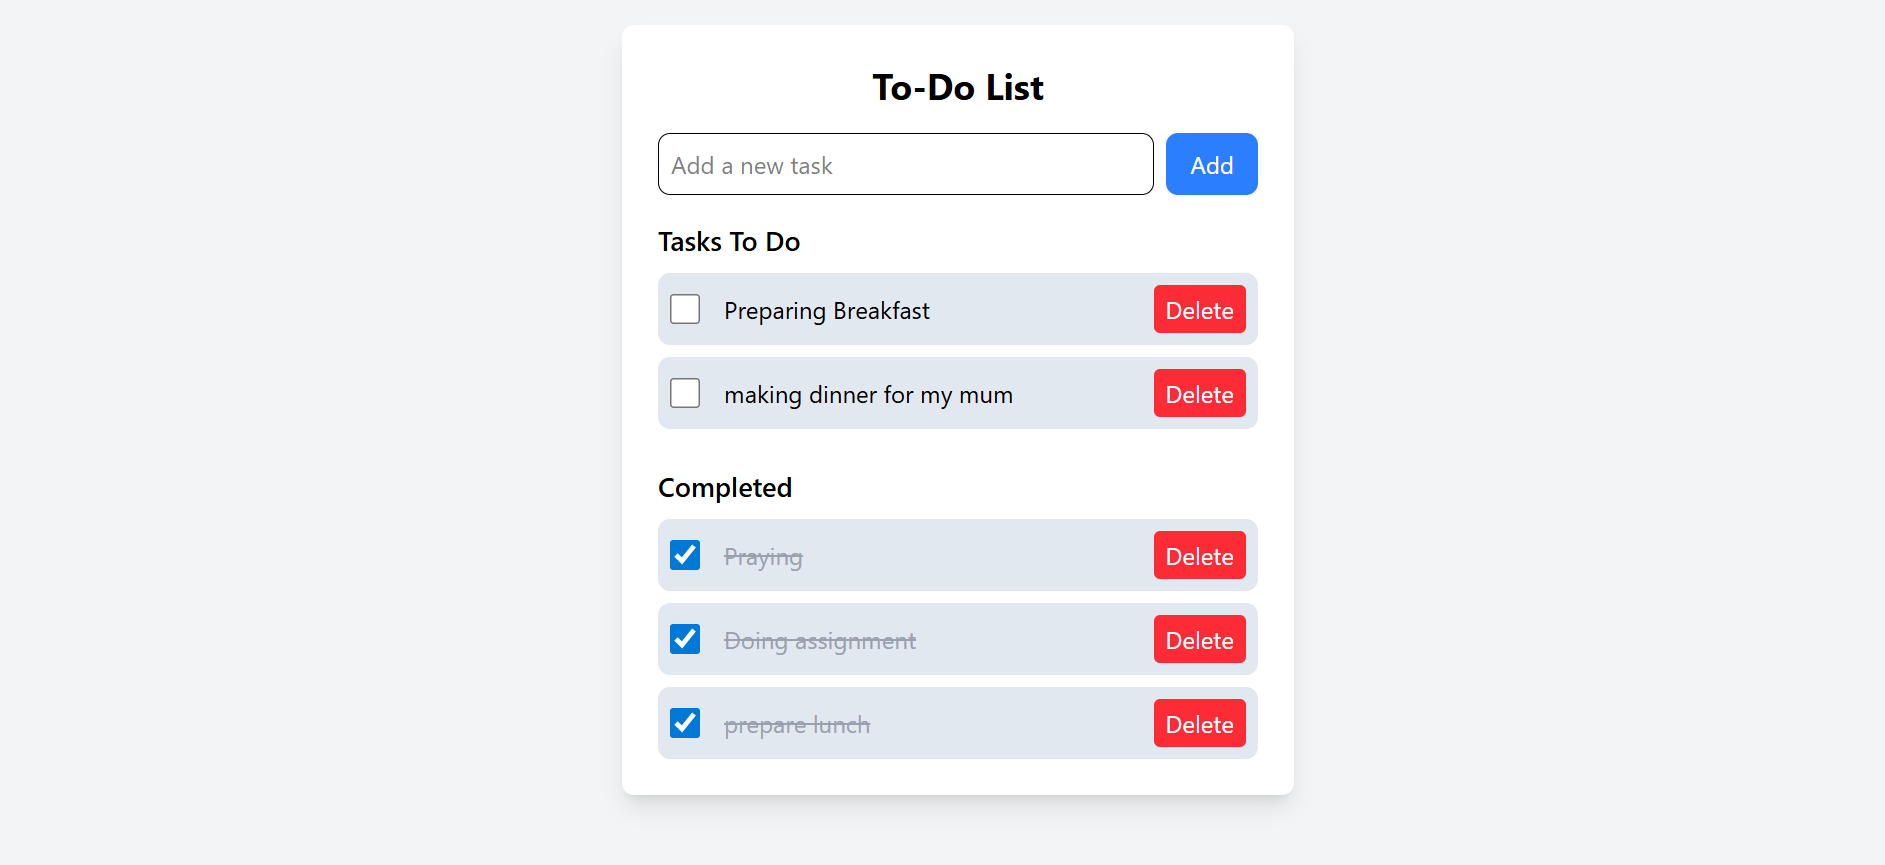 To-Do List
Add a new task
Add
Tasks To Do
Preparing Breakfast
Delete
making dinner for my mum
Delete
Completed
Praying
Delete
Doing assignment
Delete
prepare lunch
Delete